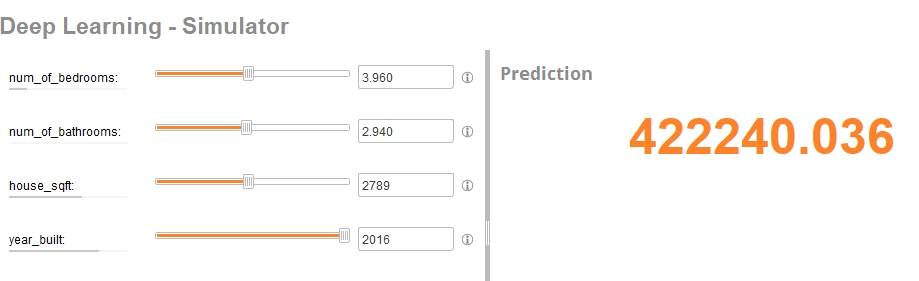 Deep Learning - Simulator
num_of_bedrooms: 3.960
num_of_bathrooms: 2.940
house_sqft: 2789
year_built: 2016
Prediction
422240.036